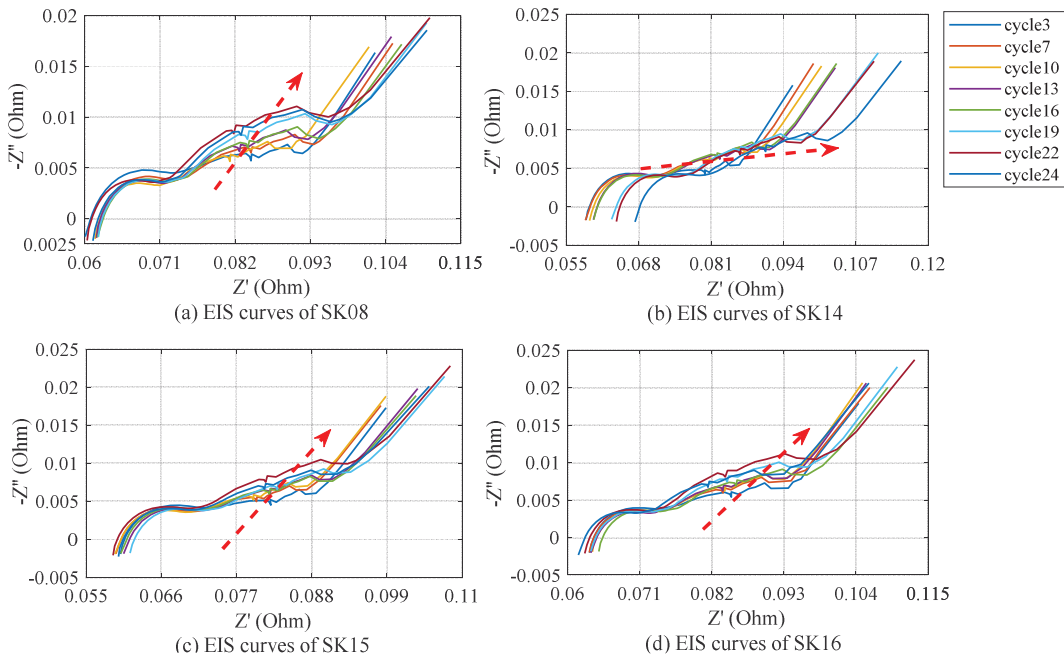 0.02
0.015
0.01
0.005
0
0.0025
-Z'' (Ohm)
0.06 0.071 0.082 0.093 0.104 0.115
Z' (Ohm)
(a) EIS curves of SK08
0.025
0.02
0.015
0.01
0.005
0
-0.005
-Z'' (Ohm)
0.055 0.068 0.081 0.094 0.107 0.12
Z' (Ohm)
(b) EIS curves of SK14
cycle3
cycle7
cycle10
cycle13
cycle16
cycle19
cycle22
cycle24
0.025
0.02
0.015
0.01
0.005
0
-0.005
-Z'' (Ohm)
0.055 0.066 0.077 0.088 0.099 0.11
Z' (Ohm)
(c) EIS curves of SK15
0.025
0.02
0.015
0.01
0.005
0
-0.005
-Z'' (Ohm)
0.06 0.071 0.082 0.093 0.104 0.115
Z' (Ohm)
(d) EIS curves of SK16